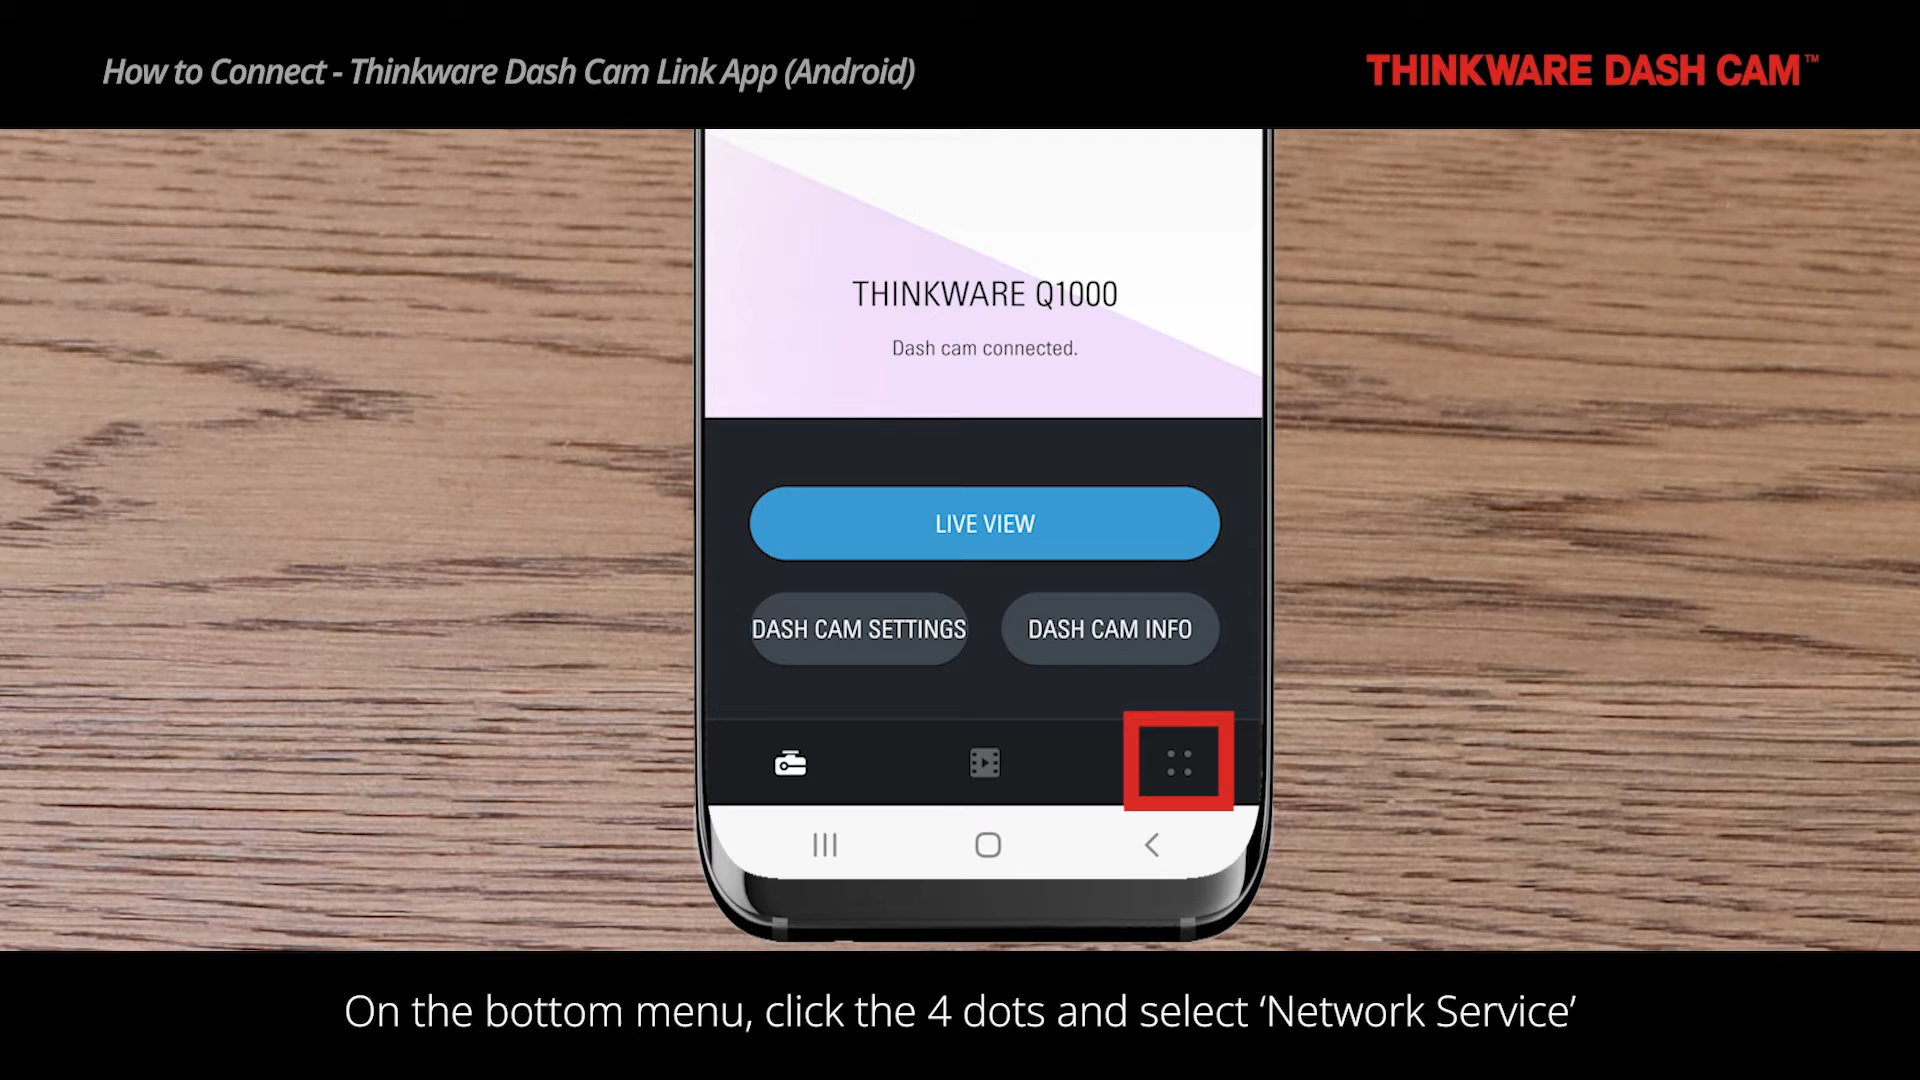 How to Connect - Thinkware Dash Cam Link App (Android)
THINKWARE DASH CAM™
THINKWARE Q1000
Dash cam connected.
LIVE VIEW
DASH CAM SETTINGS
DASH CAM INFO
On the bottom menu, click the 4 dots and select ‘Network Service’